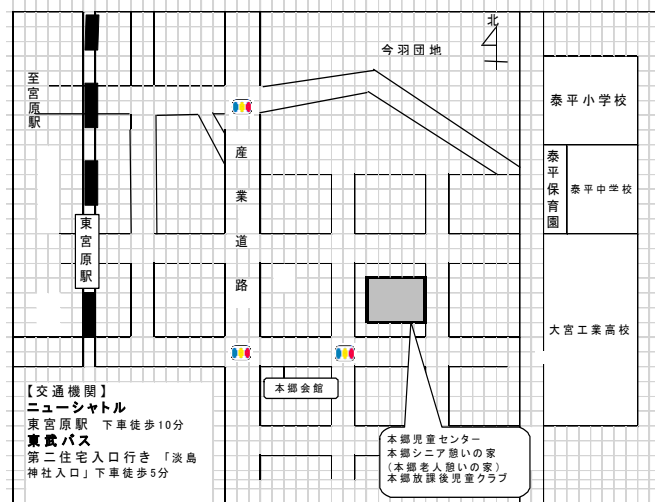 北
今羽団地
至宮原駅
泰平小学校
産業道路
泰平保育園
泰平中学校
東宮原駅
大宮工業高校
本郷会館
【交通機関】
ニューシャトル
東宮原駅 下車徒歩10分
東武バス
第二住宅入口行き 「淡島
神社入口」下車徒歩5分
本郷児童センター
本郷シニア憩いの家
(本郷老人憩いの家)
本郷放課後児童クラブ